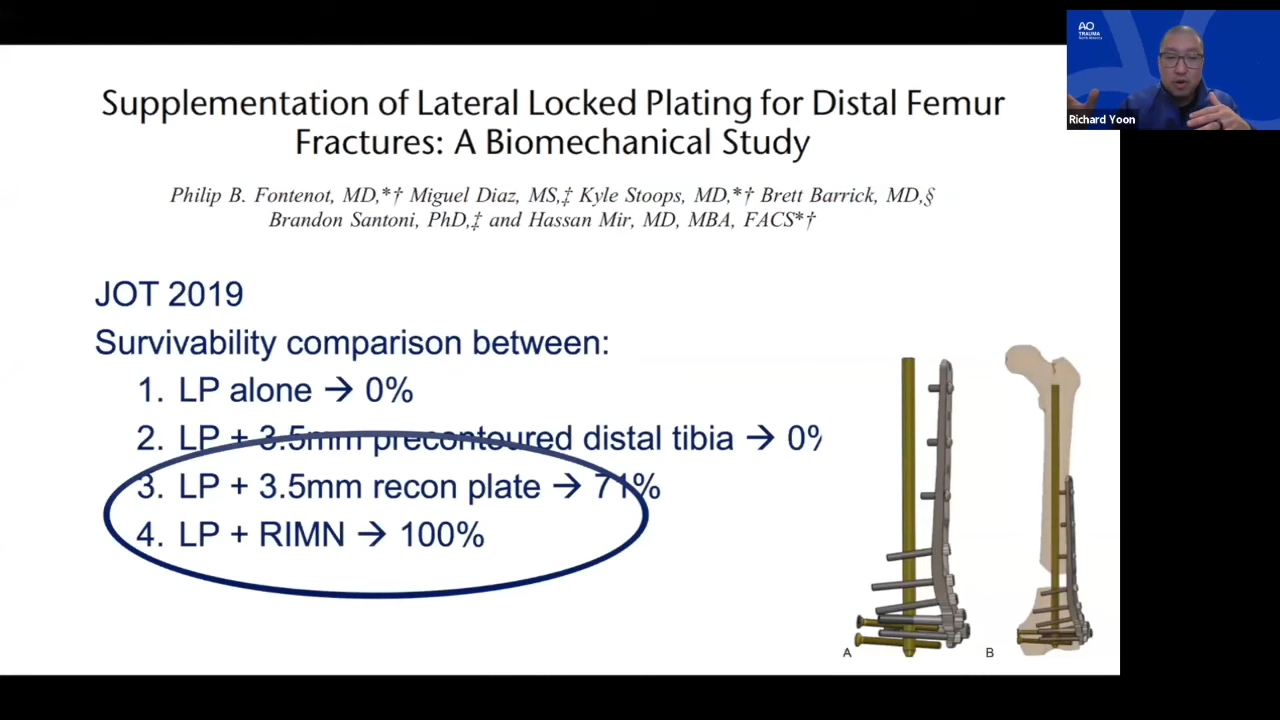 Supplementation of Lateral Locked Plating for Distal Femur
Fractures: A Biomechanical Study
Philip B. Fontenot, MD,*† Miguel Diaz, MS,‡ Kyle Stoops, MD,*† Brett Barrick, MD,§
Brandon Santoni, PhD,‡ and Hassan Mir, MD, MBA, FACS*†
JOT 2019
Survivability comparison between:
1. LP alone → 0%
2. LP + 3.5mm precontoured distal tibia → 0%
3. LP + 3.5mm recon plate → 71%
4. LP + RIMN → 100%
A
B
AO
TRAUMA
North America
Richard Yoon